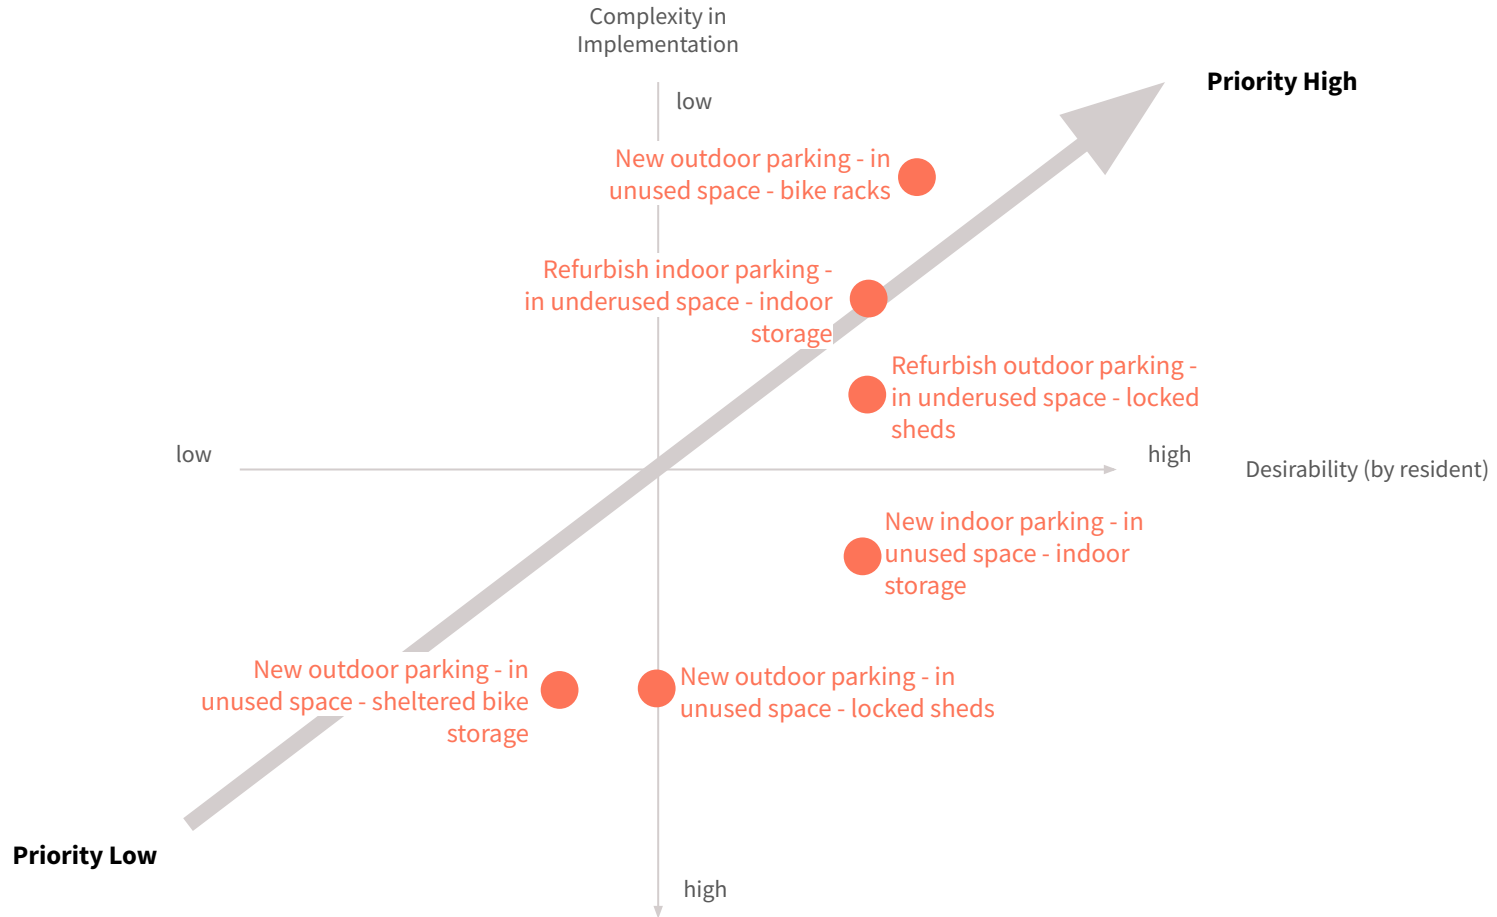 Complexity in
Implementation
low
Priority High
New outdoor parking - in
unused space - bike racks
Refurbish indoor parking -
in underused space - indoor
storage
Refurbish outdoor parking -
in underused space - locked
sheds
low
high
Desirability (by resident)
New indoor parking - in
unused space - indoor
storage
New outdoor parking - in
unused space - sheltered bike
storage
New outdoor parking - in
unused space - locked sheds
Priority Low
high